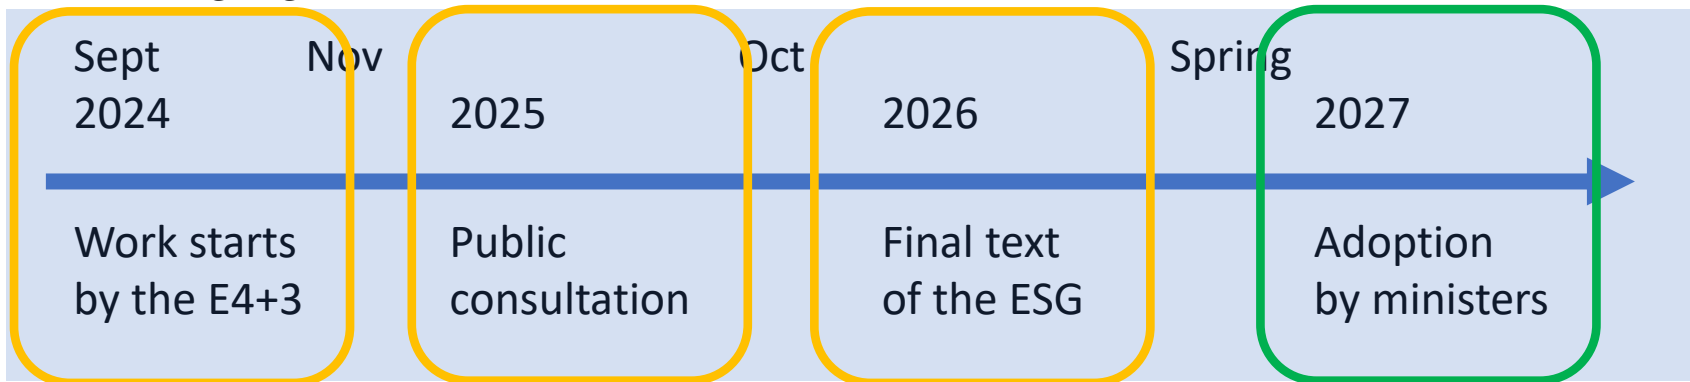 Sept Nov Oct Spring
2024 2025 2026 2027
Work starts Public Final text Adoption
by the E4+3 consultation of the ESG by ministers